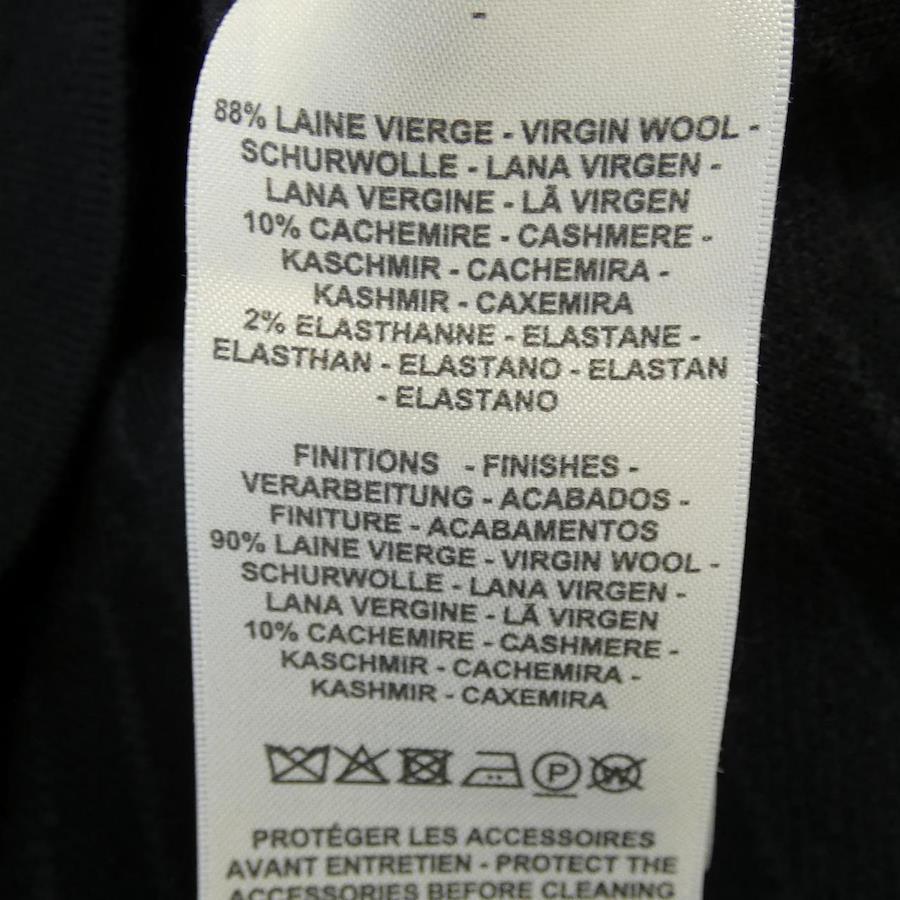 88% LAINE VIERGE - VIRGIN WOOL -
SCHURWOLLE - LANA VIRGEN -
LANA VERGINE - LÃ VIRGEN
10% CACHEMIRE - CASHMERE -
KASCHMIR - CACHEMIRA -
KASHMIR - CAXEMIRA
2% ELASTHANNE - ELASTANE -
ELASTHAN - ELASTANO - ELASTAN
- ELASTANO
FINITIONS - FINISHES -
VERARBEITUNG - ACABADOS -
FINITURE - ACABAMENTOS
90% LAINE VIERGE - VIRGIN WOOL -
SCHURWOLLE - LANA VIRGEN -
LANA VERGINE - LÃ VIRGEN
10% CACHEMIRE - CASHMERE -
KASCHMIR - CACHEMIRA -
KASHMIR - CAXEMIRA
P W
PROTÉGER LES ACCESSOIRES
AVANT ENTRETIEN - PROTECT THE
ACCESSORIES BEFORE CLEANING